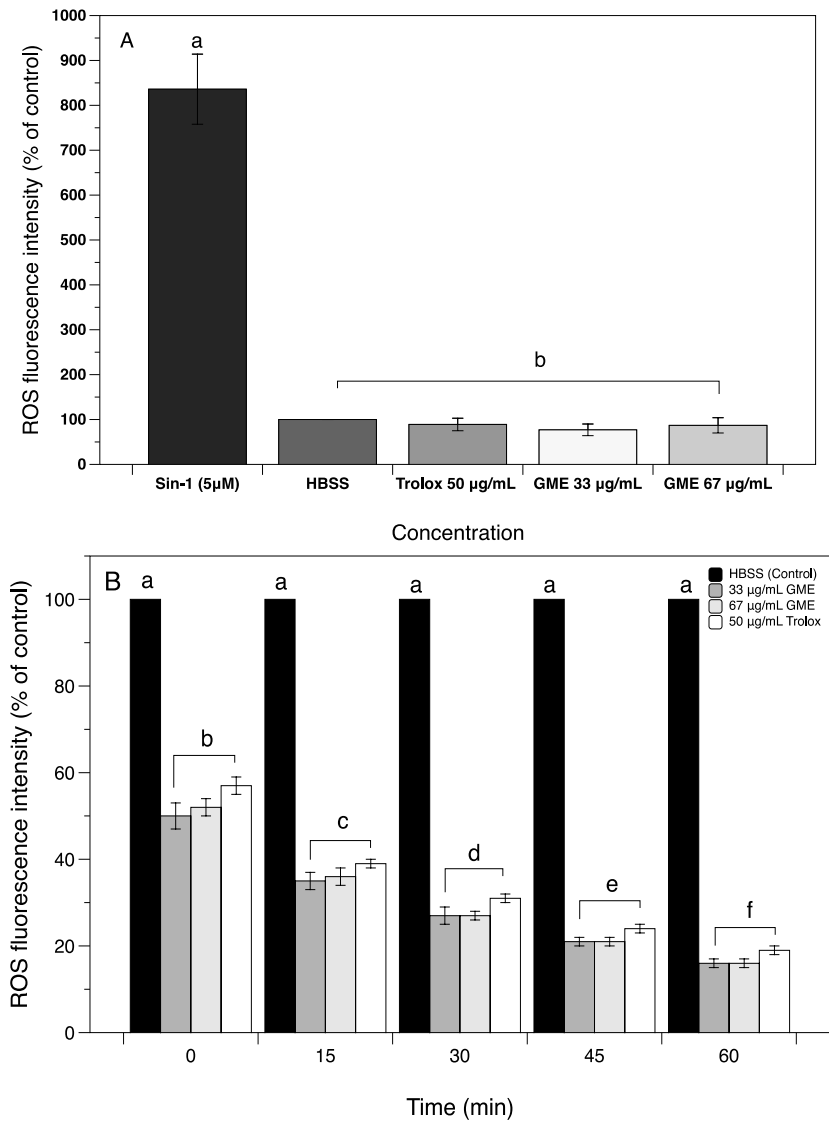 A
a
b
ROS fluorescence intensity (% of control)
1000
900
800
700
600
500
400
300
200
100
0
Sin-1 (5µM) HBSS Trolox 50 µg/mL GME 33 µg/mL GME 67 µg/mL
Concentration
B
a a a a a
HBSS (Control)
33 µg/mL GME
67 µg/mL GME
50 µg/mL Trolox
b
c
d
e
f
ROS fluorescence intensity (% of control)
100
80
60
40
20
0
0 15 30 45 60
Time (min)